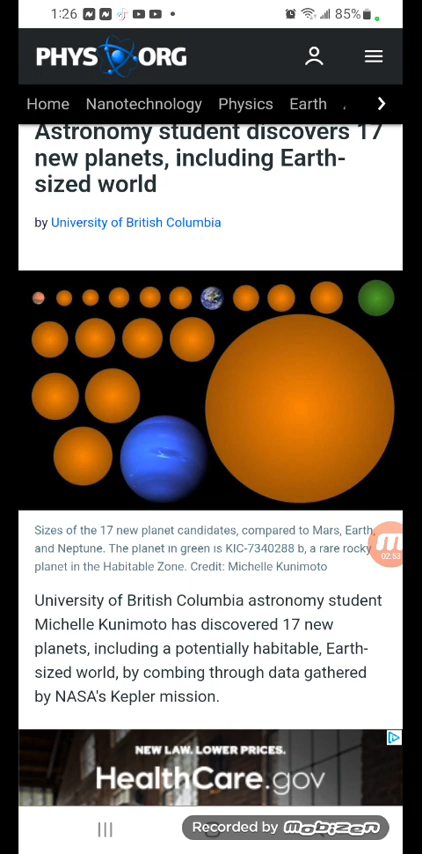 1:26
85%
PHYS ORG
Home Nanotechnology Physics Earth
Astronomy student discovers 17
new planets, including Earth-
sized world
by University of British Columbia
Sizes of the 17 new planet candidates, compared to Mars, Earth,
and Neptune. The planet in green is KIC-7340288 b, a rare rocky
planet in the Habitable Zone. Credit: Michelle Kunimoto
02:53
University of British Columbia astronomy student
Michelle Kunimoto has discovered 17 new
planets, including a potentially habitable, Earth-
sized world, by combing through data gathered
by NASA's Kepler mission.
NEW LAW. LOWER PRICES.
HealthCare.gov
Recorded by mobizen